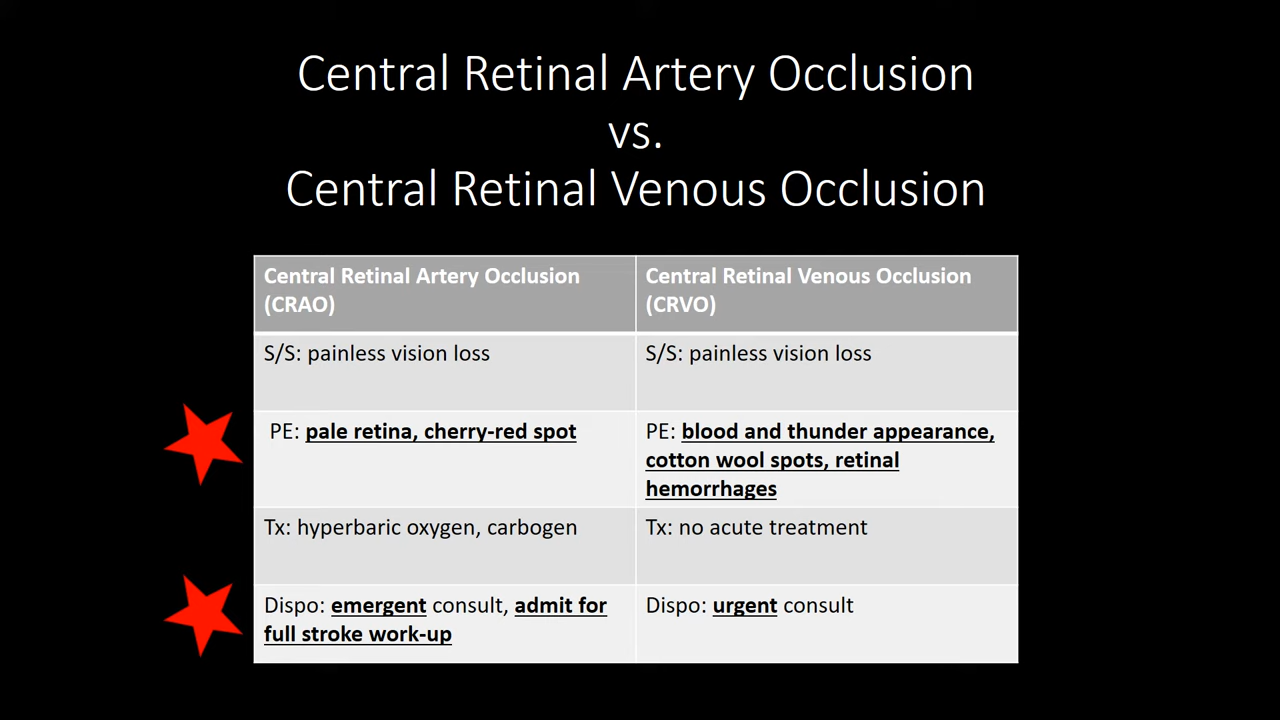 Central Retinal Artery Occlusion
vs.
Central Retinal Venous Occlusion
Central Retinal Artery Occlusion
(CRAO)
Central Retinal Venous Occlusion
(CRVO)
S/S: painless vision loss
S/S: painless vision loss
PE: pale retina, cherry-red spot
PE: blood and thunder appearance,
cotton wool spots, retinal
hemorrhages
Tx: hyperbaric oxygen, carbogen
Tx: no acute treatment
Dispo: emergent consult, admit for
full stroke work-up
Dispo: urgent consult